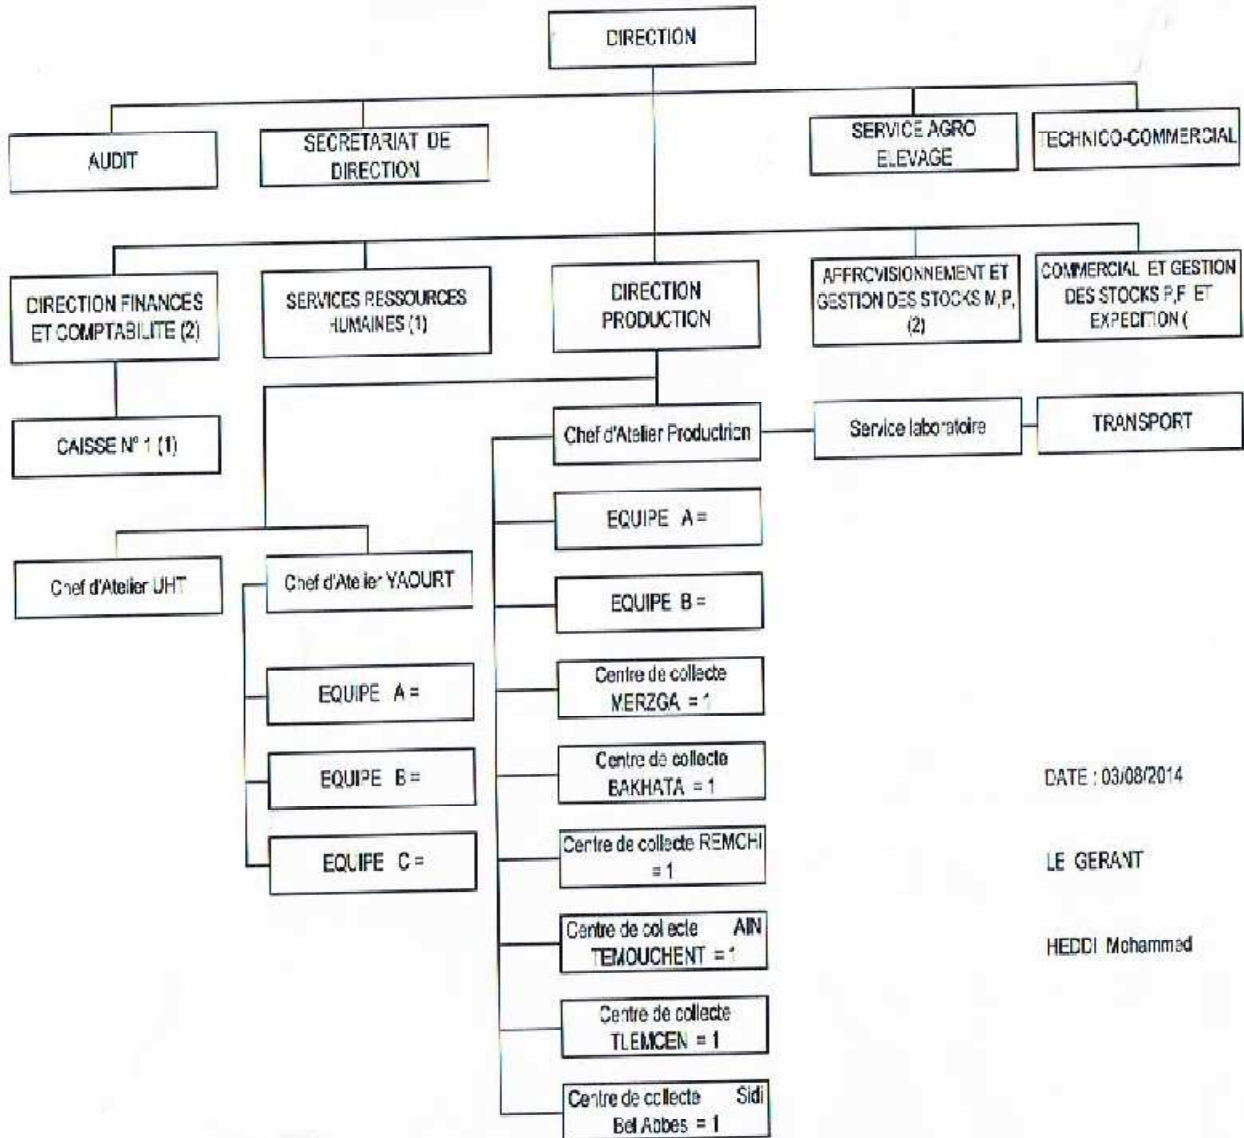 DIRECTION
AUDIT
SECRETARIAT DE
DIRECTION
SERVICE AGRO
ELEVAGE
TECHNICO-COMMERCIAL
DIRECTION FINANCES
ET COMPTABILITE (2)
SERVICES RESSOURCES
HUMAINES (1)
DIRECTION
PRODUCTION
APPROVISIONNEMENT ET
GESTION DES STOCKS M,P,
(2)
COMMERCIAL ET GESTION
DES STOCKS P,F ET
EXPEDITION (
CAISSE N° 1 (1)
Chef d'Atelier Productrion
Service laboratoire
TRANSPORT
EQUIPE A =
Chef d'Atelier UHT
Chef d'Atelier YAOURT
EQUIPE B =
EQUIPE A =
Centre de collecte
MERZGA = 1
EQUIPE B =
Centre de collecte
BAKHATA = 1
DATE : 03/08/2014
EQUIPE C =
Centre de collecte REMCHI
= 1
LE GERANT
Centre de collecte AIN
TEMOUCHENT = 1
HEDDI Mohammed
Centre de collecte
TLEMCEN = 1
Centre de collecte Sidi
Bel Abbes = 1